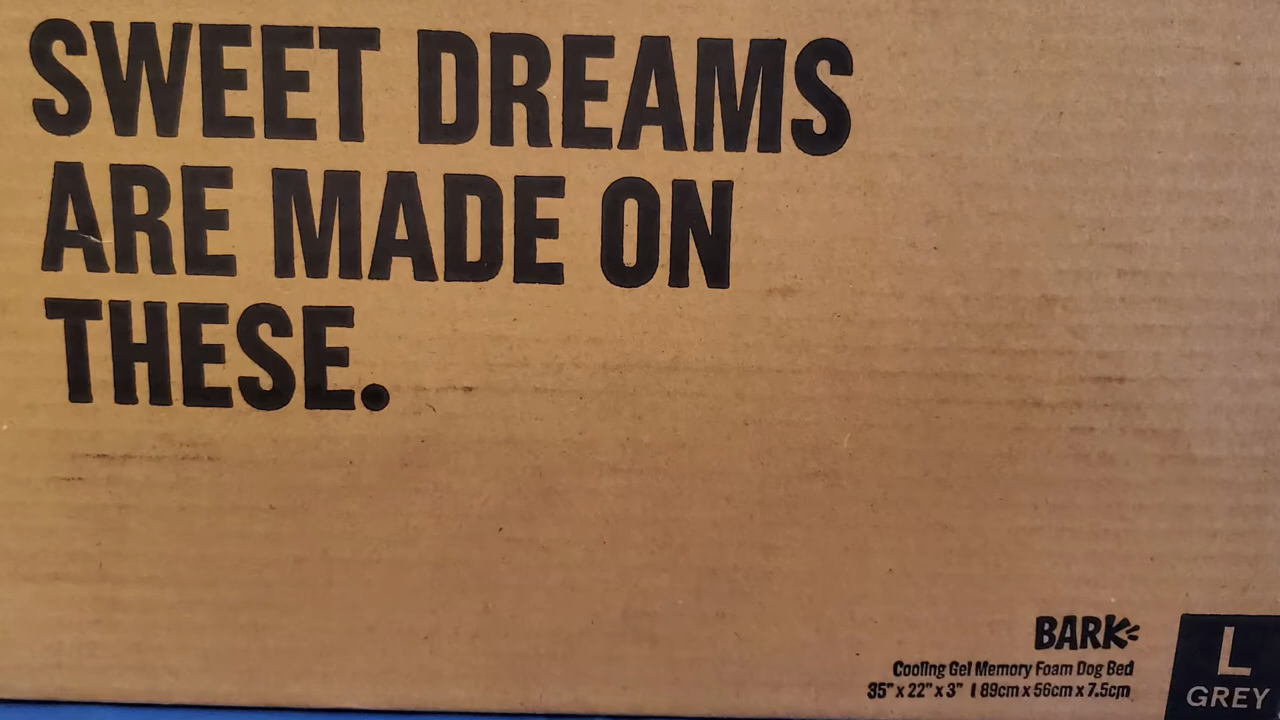 SWEET DREAMS
ARE MADE ON
THESE.
BARK
Cooling Gel Memory Foam Dog Bed
35" x 22" x 3" | 89cm x 56cm x 7.5cm
L
GREY